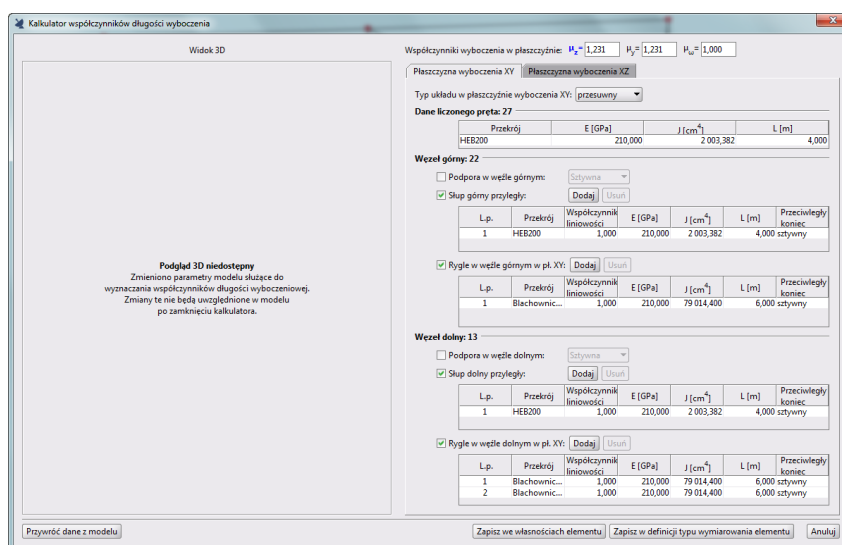 Kalkulator współczynników długości wyboczenia
Widok 3D
Współczynniki wyboczenia w płaszczyźnie: μz= 1,231 μy= 1,231 μω= 1,000
Płaszczyzna wyboczenia XY Płaszczyzna wyboczenia XZ
Typ układu w płaszczyźnie wyboczenia XY: przesuwny
Dane liczonego pręta: 27
Przekrój E [GPa] J [cm4] L [m]
HEB200 210,000 2 003,382 4,000
Węzeł górny: 22
Podpora w węźle górnym: Sztywna
Słup górny przyległy: Dodaj Usuń
L.p. Przekrój Współczynnik liniowości E [GPa] J [cm4] L [m] Przeciwległy koniec
1 HEB200 1,000 210,000 2 003,382 4,000 sztywny
Rygle w węźle górnym w pł. XY: Dodaj Usuń
L.p. Przekrój Współczynnik liniowości E [GPa] J [cm4] L [m] Przeciwległy koniec
1 Blachownic... 1,000 210,000 79 014,400 6,000 sztywny
Podgląd 3D niedostępny
Zmieniono parametry modelu służące do
wyznaczania współczynników długości wyboczeniowej.
Zmiany te nie będą uwzględnione w modelu
po zamknięciu kalkulatora.
Węzeł dolny: 13
Podpora w węźle dolnym: Sztywna
Słup dolny przyległy: Dodaj Usuń
L.p. Przekrój Współczynnik liniowości E [GPa] J [cm4] L [m] Przeciwległy koniec
1 HEB200 1,000 210,000 2 003,382 4,000 sztywny
Rygle w węźle dolnym w pł. XY: Dodaj Usuń
L.p. Przekrój Współczynnik liniowości E [GPa] J [cm4] L [m] Przeciwległy koniec
1 Blachownic... 1,000 210,000 79 014,400 6,000 sztywny
2 Blachownic... 1,000 210,000 79 014,400 6,000 sztywny
Przywróć dane z modelu Zapisz we własnościach elementu Zapisz w definicji typu wymiarowania elementu Anuluj